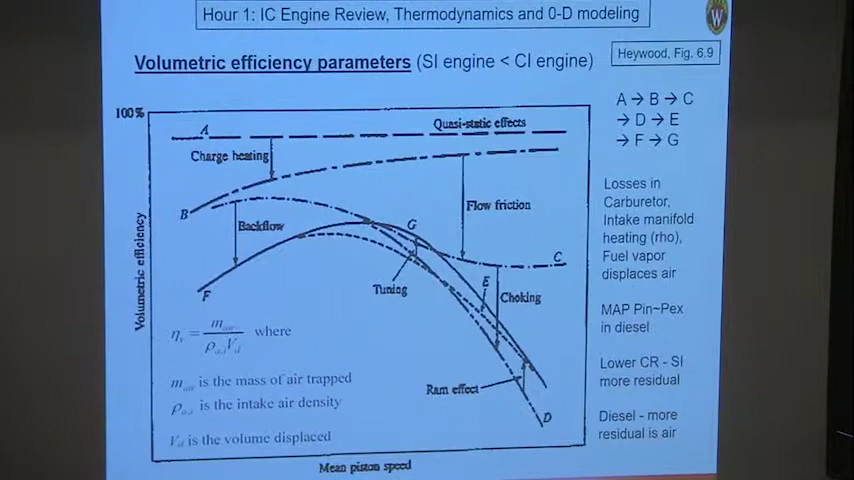 Hour 1: IC Engine Review, Thermodynamics and 0-D modeling
W
Volumetric efficiency parameters (SI engine < CI engine)
Heywood, Fig. 6.9
100%
A
Quasi-static effects
Charge heating
B
Flow friction
Backflow
G
C
F
Tuning
E
Choking
Ram effect
D
Volumetric efficiency
Mean piston speed
where
is the mass of air trapped
is the intake air density
V_d is the volume displaced
A → B → C
→ D → E
→ F → G
Losses in
Carburetor,
Intake manifold
heating (rho),
Fuel vapor
displaces air
MAP Pin~Pex
in diesel
Lower CR - SI
more residual
Diesel - more
residual is air